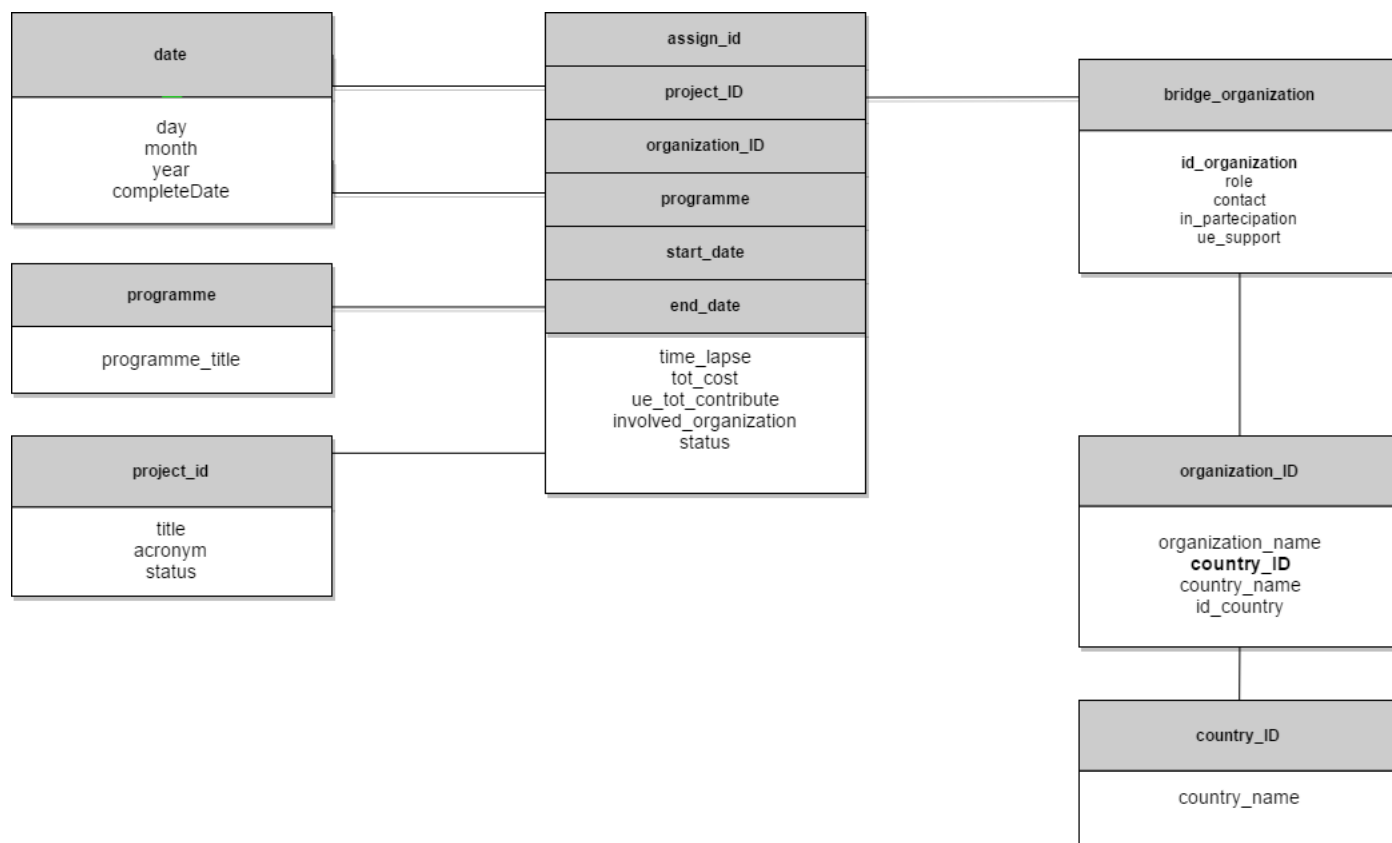 date
day
month
year
completeDate
programme
programme_title
project_id
title
acronym
status
assign_id
project_ID
organization_ID
programme
start_date
end_date
time_lapse
tot_cost
ue_tot_contribute
involved_organization
status
bridge_organization
id_organization
role
contact
in_partecipation
ue_support
organization_ID
organization_name
country_ID
country_name
id_country
country_ID
country_name